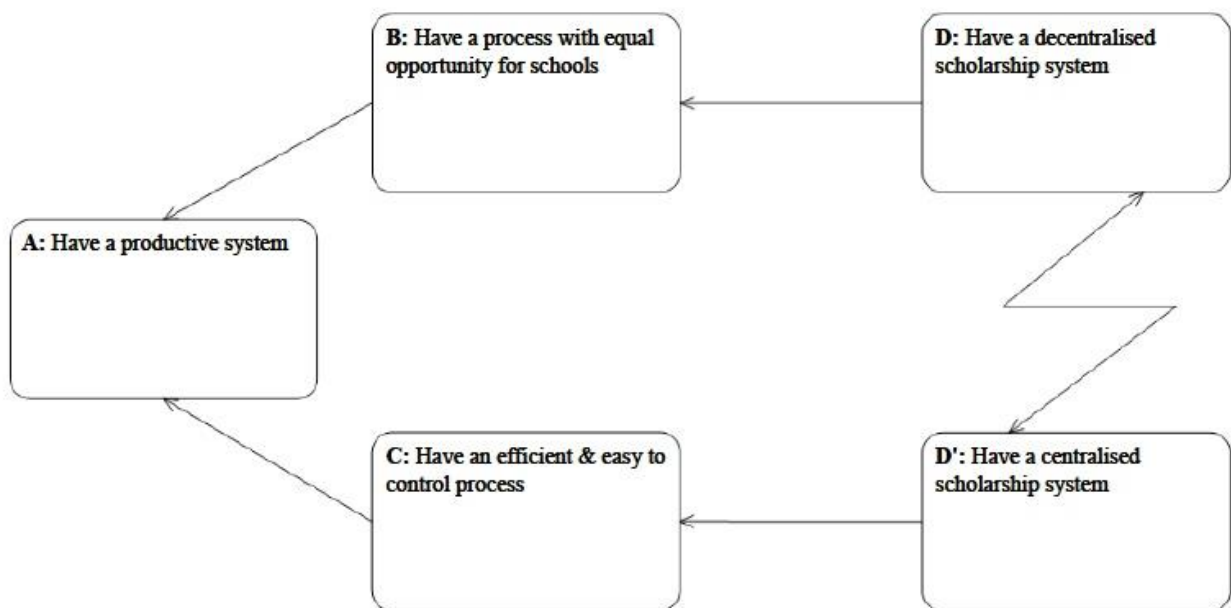 B: Have a process with equal
opportunity for schools
D: Have a decentralised
scholarship system
A: Have a productive system
C: Have an efficient & easy to
control process
D': Have a centralised
scholarship system